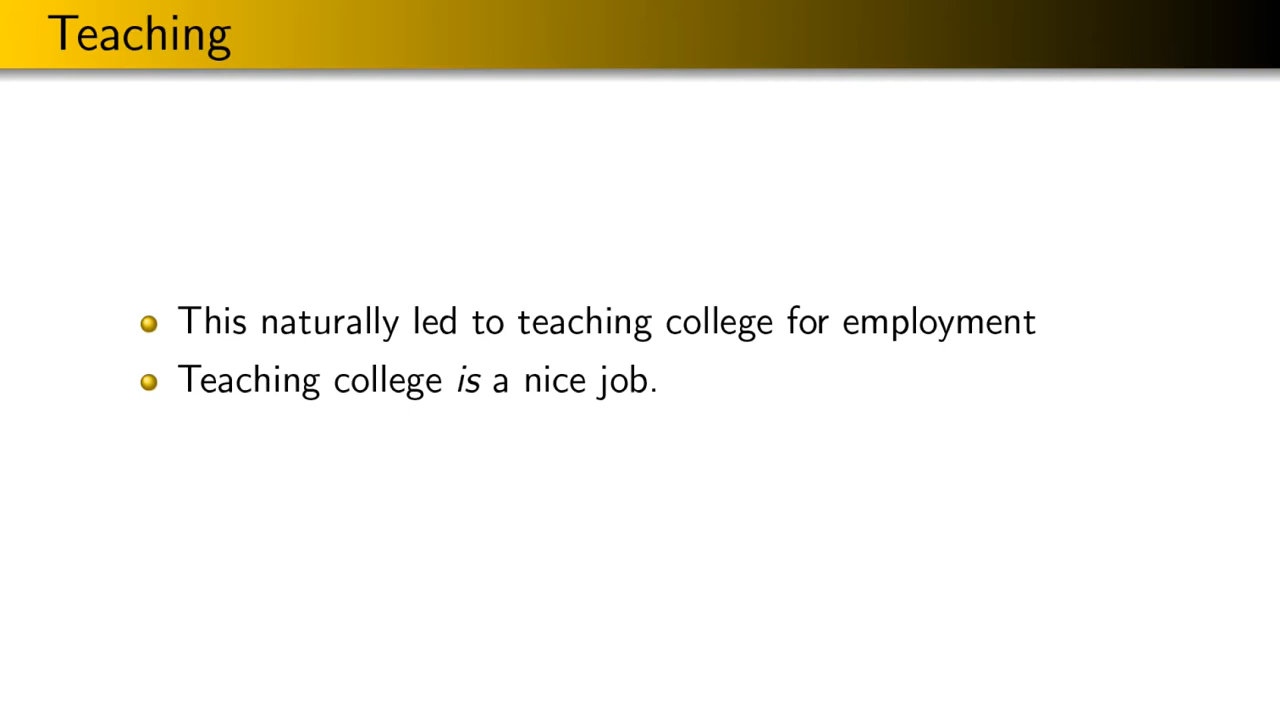 Teaching
This naturally led to teaching college for employment
Teaching college is a nice job.